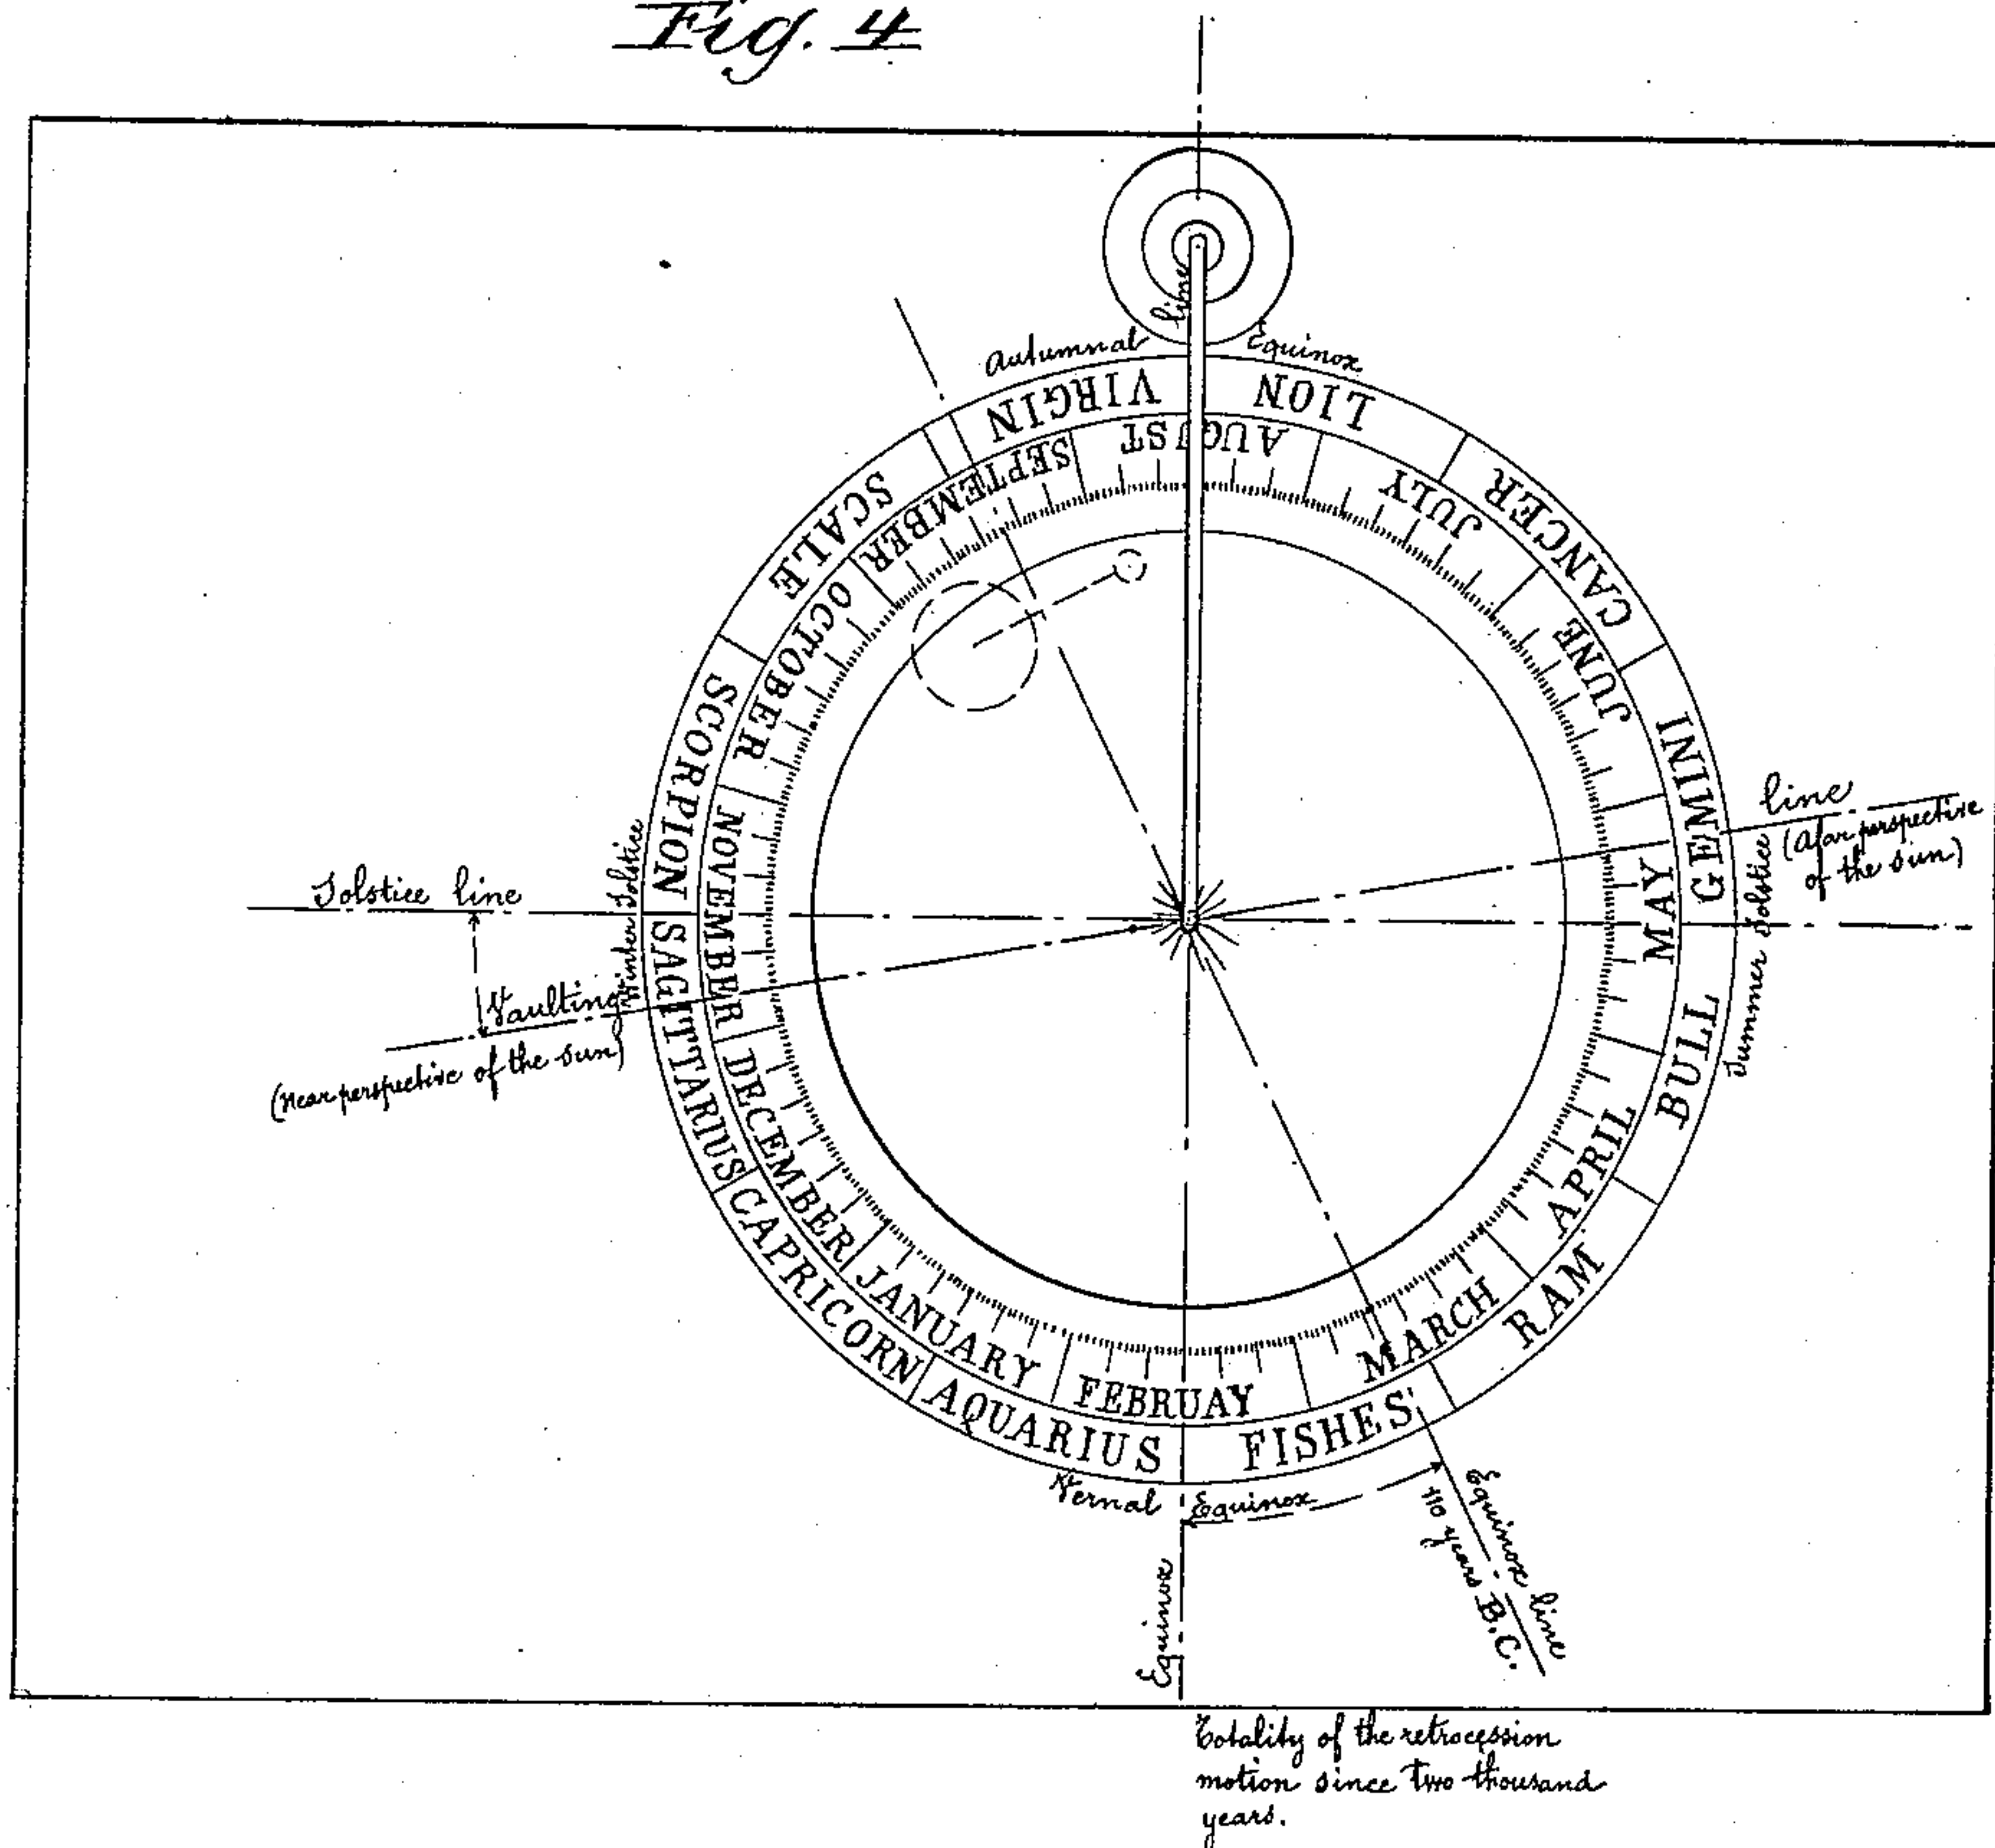 Fig. 4
Autumnal
line
Equinox
VIRGIN
LION
CANCER
GEMINI
BULL
RAM
FISHES
AQUARIUS
CAPRICORN
SAGITTARIUS
SCORPION
SCALE
AUGUST
JULY
JUNE
MAY
APRIL
MARCH
FEBRUAY
JANUARY
DECEMBER
NOVEMBER
OCTOBER
SEPTEMBER
line
(Afar perspective
of the sun)
Summer Solstice
Solstice line
Winter Solstice
Vaulting
(Near perspective of the sun)
Vernal Equinox
Equinox
Equinox line
110 years B.C.
Totality of the retrocession
motion since two thousand
years.